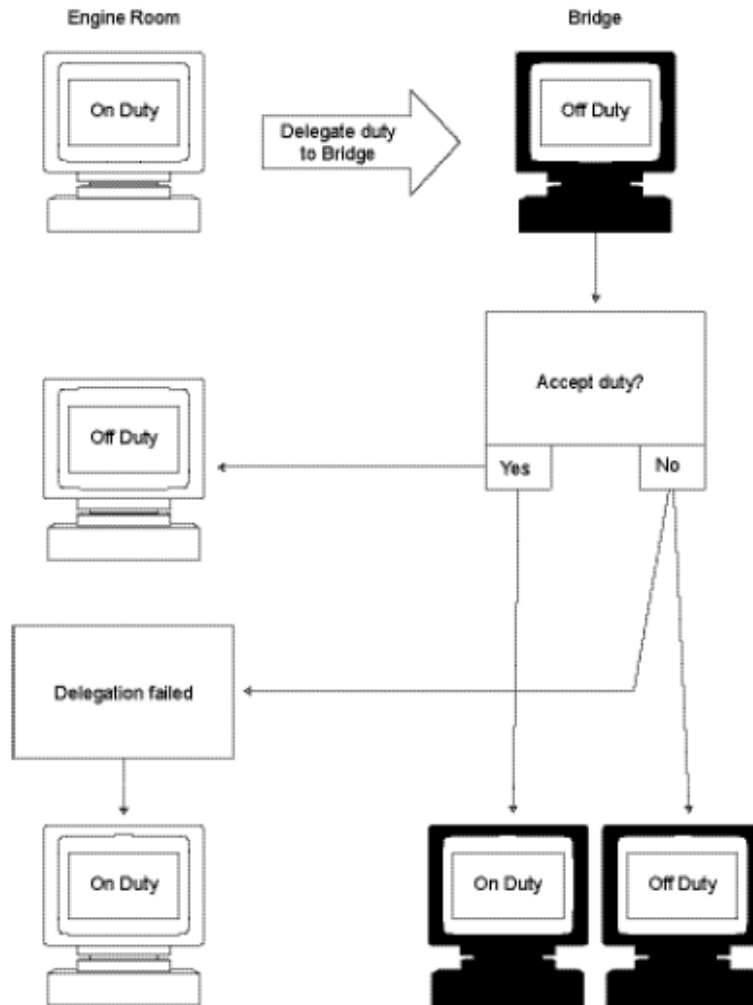 Engine Room
Bridge
On Duty
Delegate duty
to Bridge
Off Duty
Accept duty?
Off Duty
Yes
No
Delegation failed
On Duty
On Duty
Off Duty